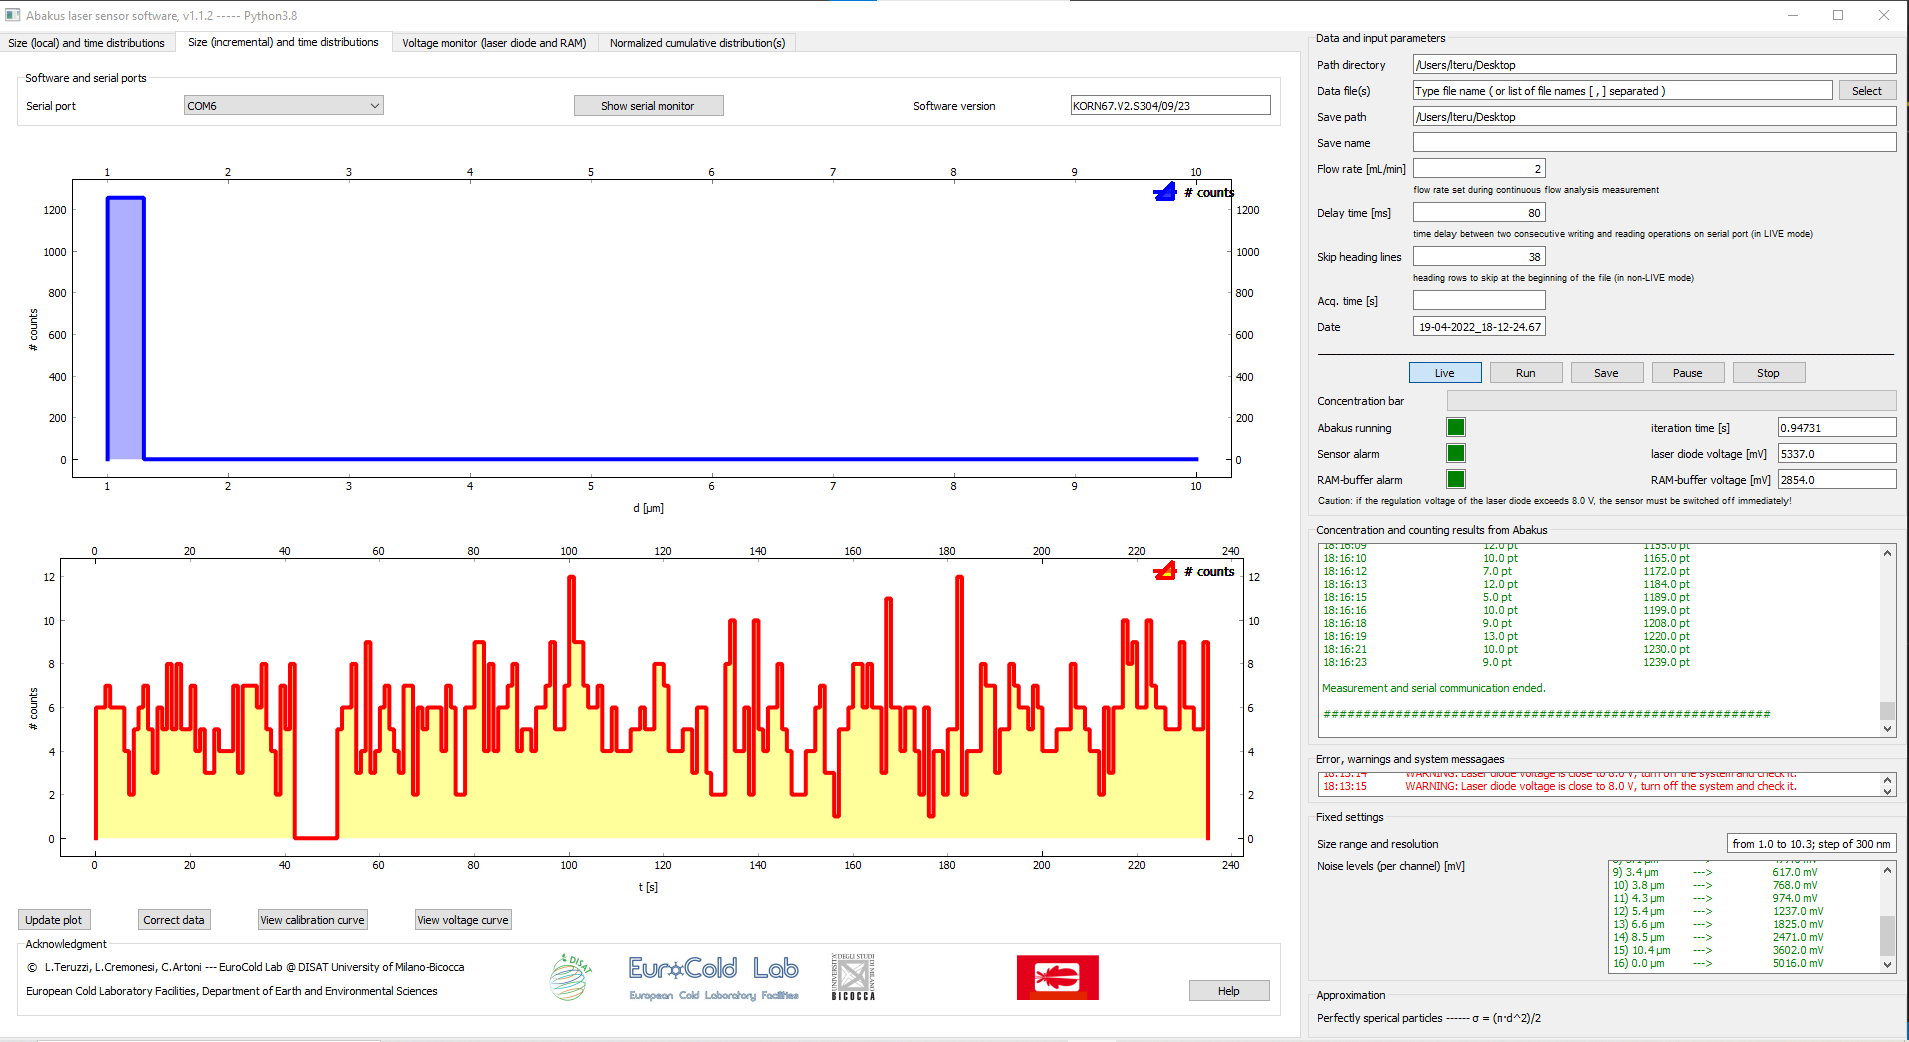 Abakus laser sensor software, v1.1.2 ----- Python3.8
Size (local) and time distributions
Size (incremental) and time distributions
Voltage monitor (laser diode and RAM)
Normalized cumulative distribution(s)
Software and serial ports
Serial port
COM6
Show serial monitor
Software version
KORN67.V2.S304/09/23
1 2 3 4 5 6 7 8 9 10
# counts
1200 1200
1000 1000
800 800
600 600
400 400
200 200
0 0
# counts
1 2 3 4 5 6 7 8 9 10
d [µm]
0 20 40 60 80 100 120 140 160 180 200 220 240
# counts
12 12
10 10
8 8
6 6
4 4
2 2
0 0
# counts
0 20 40 60 80 100 120 140 160 180 200 220 240
t [s]
Update plot
Correct data
View calibration curve
View voltage curve
Acknowledgment
© L.Teruzzi, L.Cremonesi, C.Artoni --- EuroCold Lab @ DISAT University of Milano-Bicocca
European Cold Laboratory Facilities, Department of Earth and Environmental Sciences
DISAT
EuroCold Lab
European Cold Laboratory Facilities
UNIVERSITÀ
DEGLI STUDI
DI MILANO
BICOCCA
Help
Data and input parameters
Path directory
/Users/lteru/Desktop
Data file(s)
Type file name ( or list of file names [ , ] separated )
Select
Save path
/Users/lteru/Desktop
Save name
Flow rate [mL/min]
2
flow rate set during continuous flow analysis measurement
Delay time [ms]
80
time delay between two consecutive writing and reading operations on serial port (in LIVE mode)
Skip heading lines
38
heading rows to skip at the beginning of the file (in non-LIVE mode)
Acq. time [s]
Date
19-04-2022_18-12-24.67
Live
Run
Save
Pause
Stop
Concentration bar
Abakus running
iteration time [s]
0.94731
Sensor alarm
laser diode voltage [mV]
5337.0
RAM-buffer alarm
RAM-buffer voltage [mV]
2854.0
Caution: if the regulation voltage of the laser diode exceeds 8.0 V, the sensor must be switched off immediately!
Concentration and counting results from Abakus
18:16:09 12.0 pt 1155.0 pt
18:16:10 10.0 pt 1165.0 pt
18:16:12 7.0 pt 1172.0 pt
18:16:13 12.0 pt 1184.0 pt
18:16:15 5.0 pt 1189.0 pt
18:16:16 10.0 pt 1199.0 pt
18:16:18 9.0 pt 1208.0 pt
18:16:19 13.0 pt 1220.0 pt
18:16:21 10.0 pt 1230.0 pt
18:16:23 9.0 pt 1239.0 pt
Measurement and serial communication ended.
########################################################
Error, warnings and system messagaes
18:13:14 WARNING: Laser diode voltage is close to 8.0 V, turn off the system and check it.
18:13:15 WARNING: Laser diode voltage is close to 8.0 V, turn off the system and check it.
Fixed settings
Size range and resolution
from 1.0 to 10.3; step of 300 nm
Noise levels (per channel) [mV]
9) 3.4 µm ---> 617.0 mV
10) 3.8 µm ---> 768.0 mV
11) 4.3 µm ---> 974.0 mV
12) 5.4 µm ---> 1237.0 mV
13) 6.6 µm ---> 1825.0 mV
14) 8.5 µm ---> 2471.0 mV
15) 10.4 µm ---> 3602.0 mV
16) 0.0 µm ---> 5016.0 mV
Approximation
Perfectly sperical particles ------ σ = (π·d^2)/2